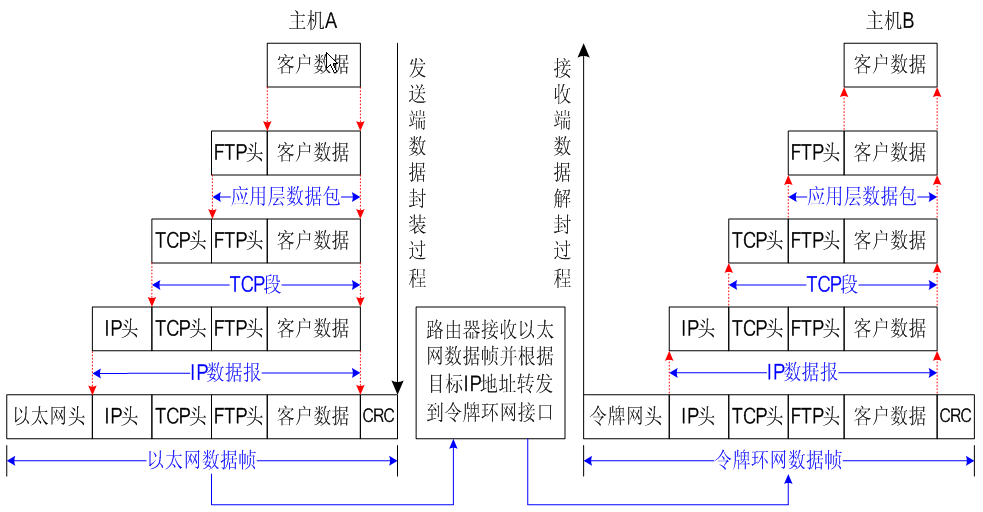 主机A
主机B
客户数据
客户数据
FTP头 客户数据
FTP头 客户数据
应用层数据包
应用层数据包
TCP头 FTP头 客户数据
TCP头 FTP头 客户数据
TCP段
TCP段
IP头 TCP头 FTP头 客户数据
IP头 TCP头 FTP头 客户数据
IP数据报
IP数据报
以太网头 IP头 TCP头 FTP头 客户数据 CRC
令牌网头 IP头 TCP头 FTP头 客户数据 CRC
以太网数据帧
令牌环网数据帧
发送端数据封装过程
接收端数据解封过程
路由器接收以太
网数据帧并根据
目标IP地址转发
到令牌环网接口